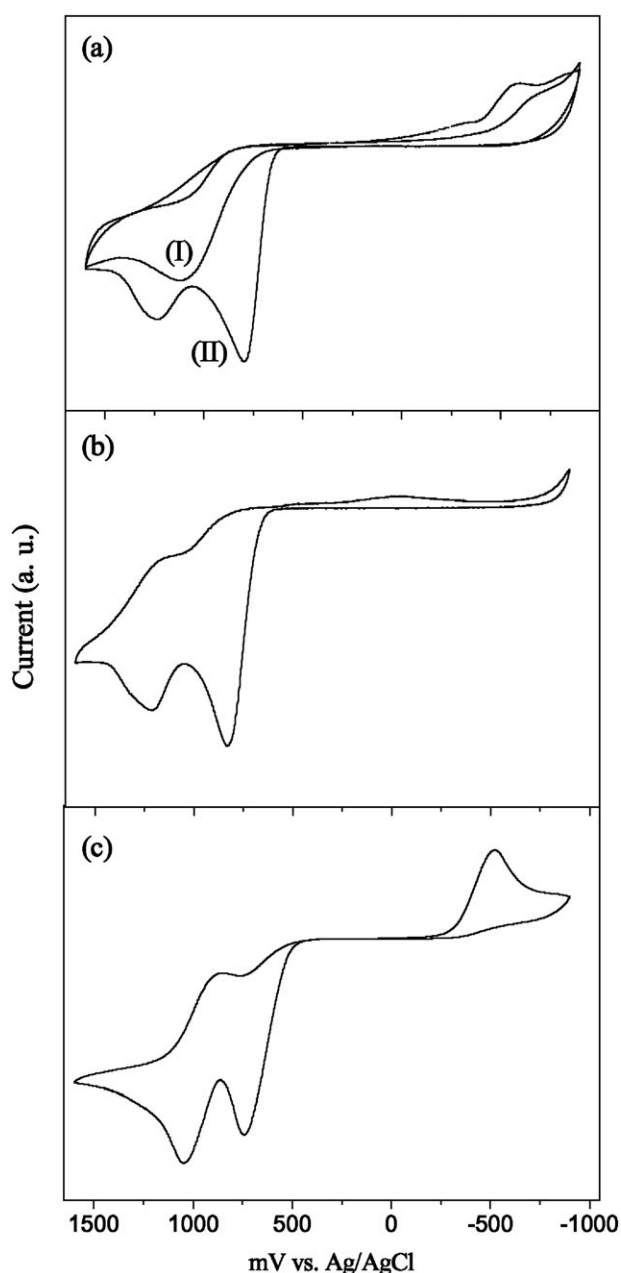 (a)
(I)
(II)
(b)
Current (a. u.)
(c)
1500 1000 500 0 -500 -1000
mV vs. Ag/AgCl